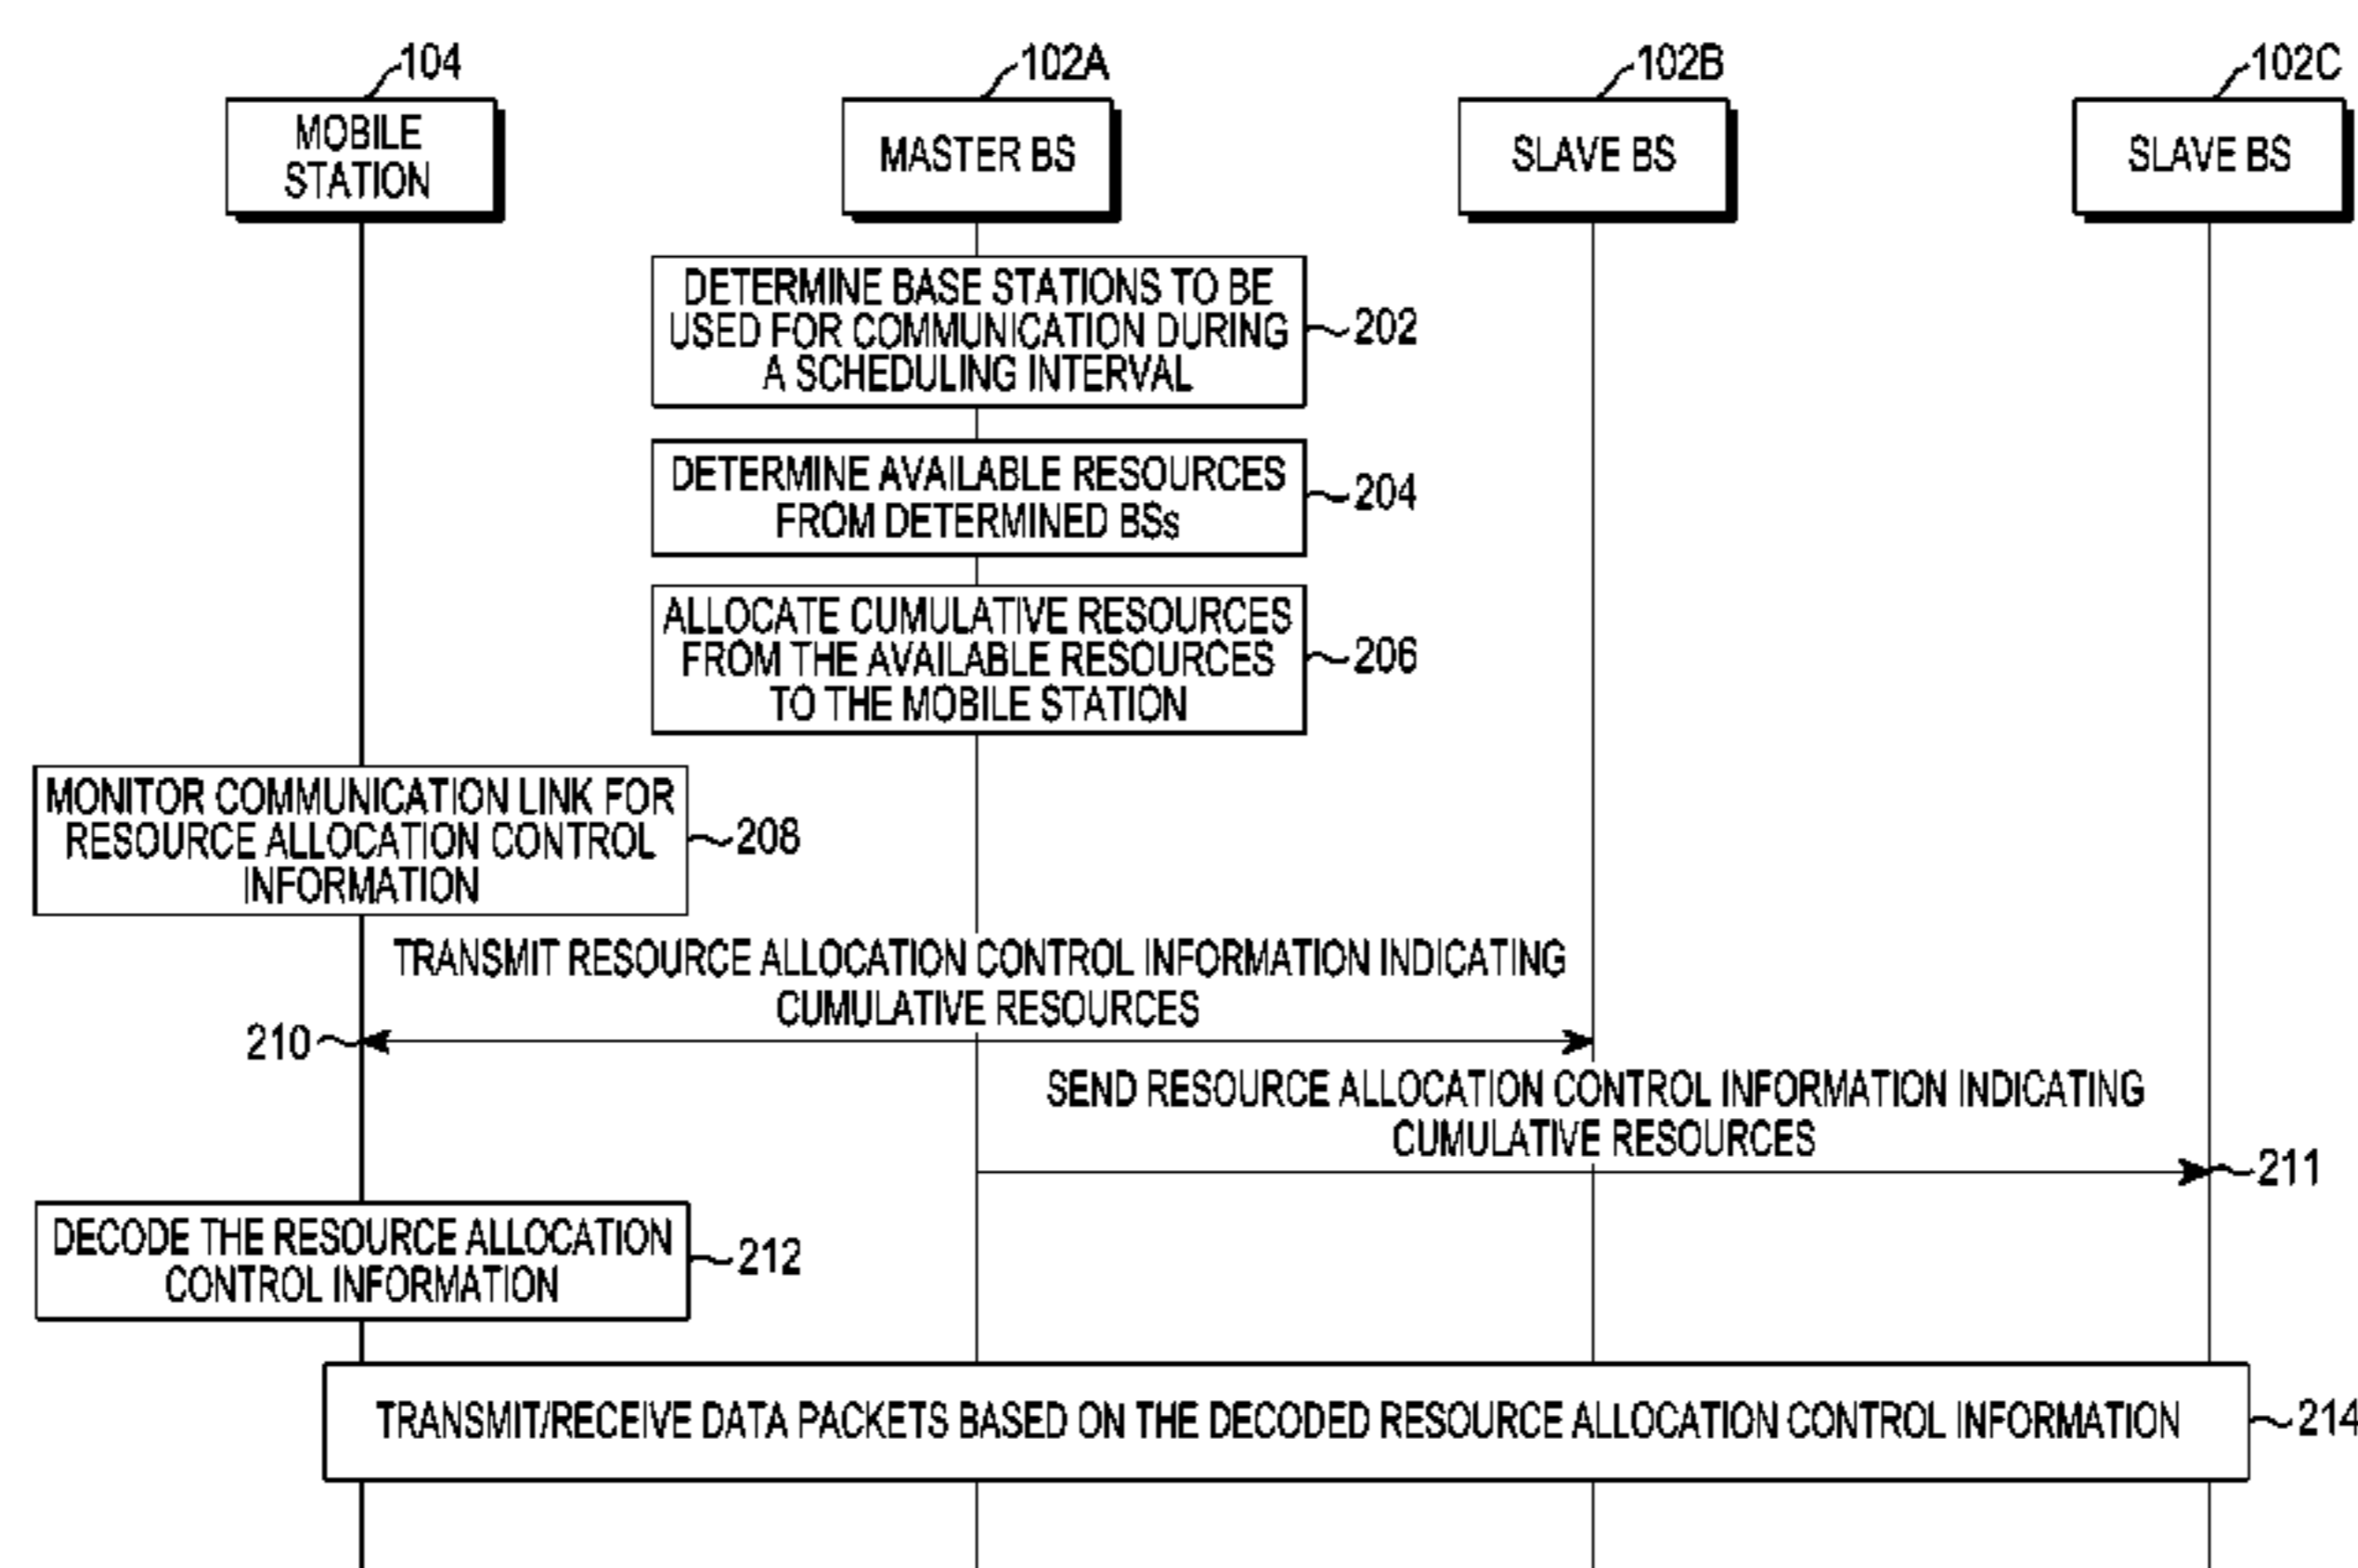 104
102A
102B
102C
MOBILE
STATION
MASTER BS
SLAVE BS
SLAVE BS
DETERMINE BASE STATIONS TO BE
USED FOR COMMUNICATION DURING
A SCHEDULING INTERVAL
202
DETERMINE AVAILABLE RESOURCES
FROM DETERMINED BSs
204
ALLOCATE CUMULATIVE RESOURCES
FROM THE AVAILABLE RESOURCES
TO THE MOBILE STATION
206
MONITOR COMMUNICATION LINK FOR
RESOURCE ALLOCATION CONTROL
INFORMATION
208
TRANSMIT RESOURCE ALLOCATION CONTROL INFORMATION INDICATING
CUMULATIVE RESOURCES
210
SEND RESOURCE ALLOCATION CONTROL INFORMATION INDICATING
CUMULATIVE RESOURCES
211
DECODE THE RESOURCE ALLOCATION
CONTROL INFORMATION
212
TRANSMIT/RECEIVE DATA PACKETS BASED ON THE DECODED RESOURCE ALLOCATION CONTROL INFORMATION
214